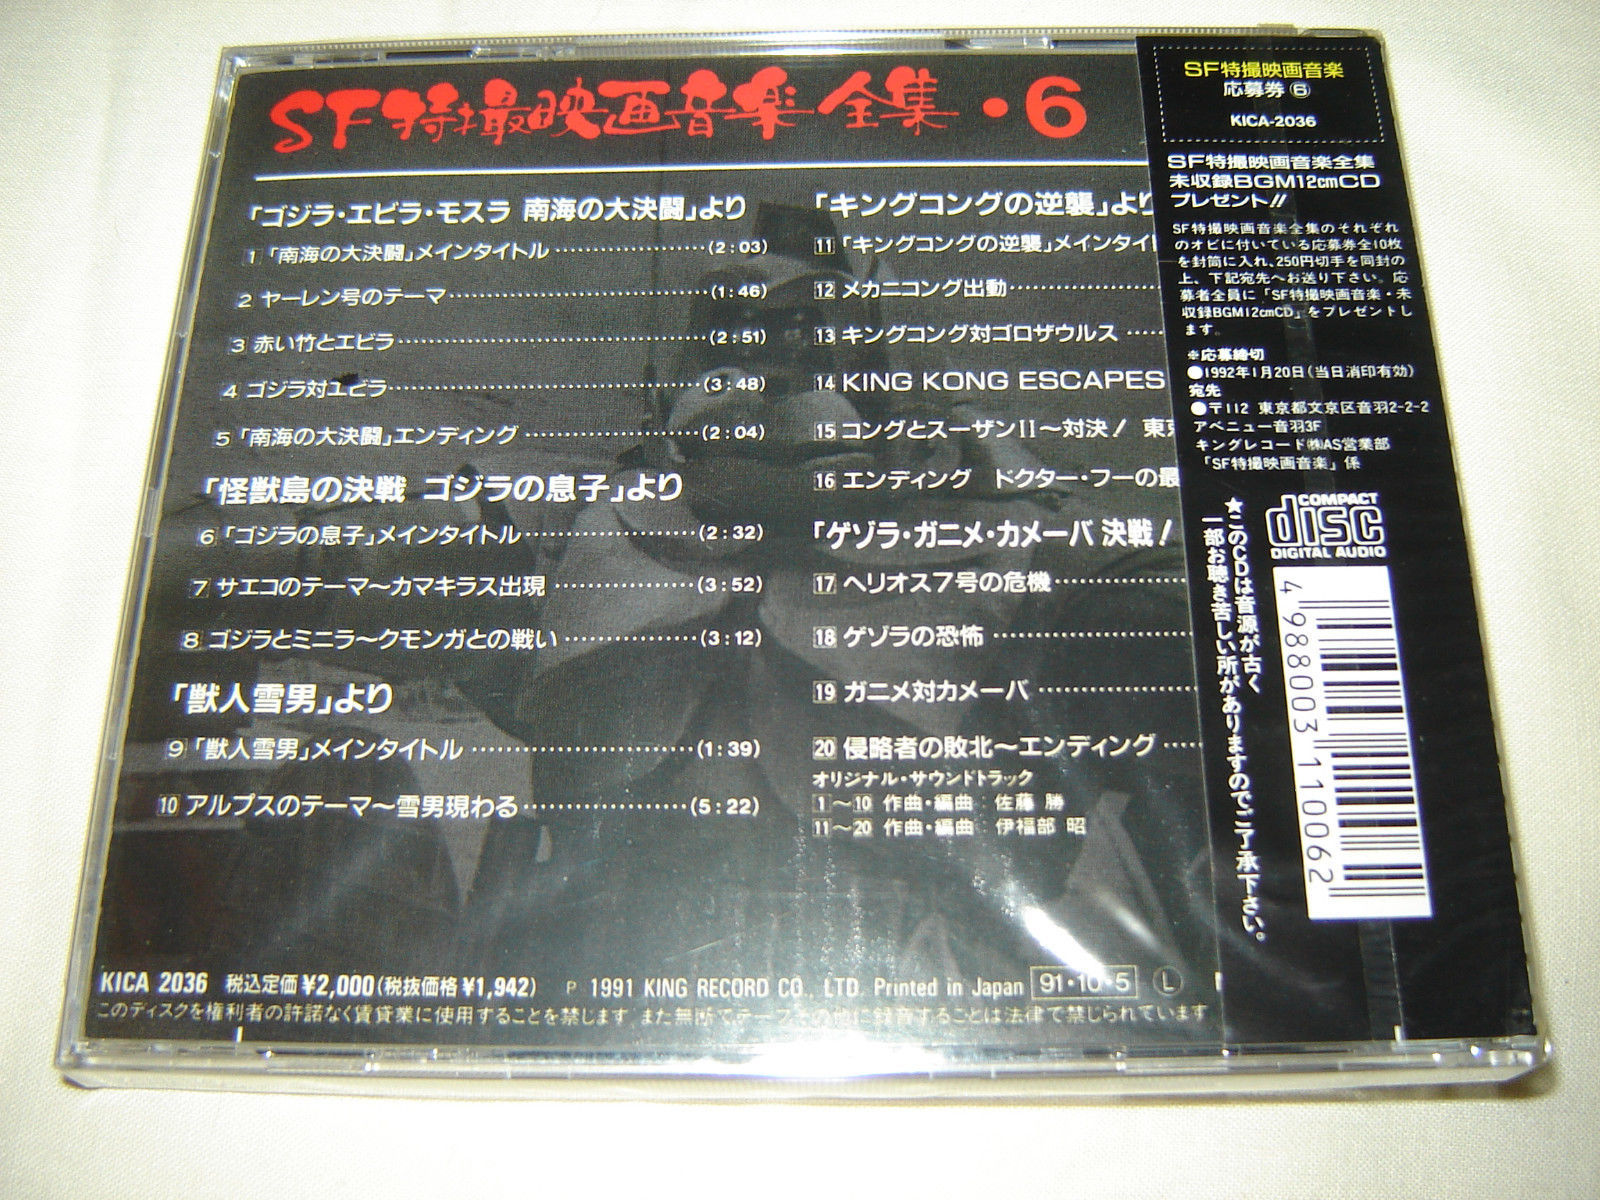 SF特撮映画音楽全集・6
「ゴジラ・エビラ・モスラ 南海の大決闘」より
1 「南海の大決闘」メインタイトル (2:03)
2 ヤーレン号のテーマ (1:46)
3 赤い竹とエビラ (2:51)
4 ゴジラ対エビラ (3:48)
5 「南海の大決闘」エンディング (2:04)
「怪獣島の決戦 ゴジラの息子」より
6 「ゴジラの息子」メインタイトル (2:32)
7 サエコのテーマ〜カマキラス出現 (3:52)
8 ゴジラとミニラ〜クモンガとの戦い (3:12)
「獣人雪男」より
9 「獣人雪男」メインタイトル (1:39)
10 アルプスのテーマ〜雪男現わる (5:22)
「キングコングの逆襲」より
11 「キングコングの逆襲」メインタイ
12 メカニコング出動
13 キングコング対ゴロザウルス
14 KING KONG ESCAPES
15 コングとスーザンII〜対決! 東
16 エンディング ドクター・フーの最
「ゲゾラ・ガニメ・カメーバ 決戦!
17 ヘリオス7号の危機
18 ゲゾラの恐怖
19 ガニメ対カメーバ
20 侵略者の敗北〜エンディング
オリジナル・サウンドトラック
1〜10 作曲・編曲:佐藤 勝
11〜20 作曲・編曲:伊福部 昭
KICA 2036 税込定価¥2,000(税抜価格¥1,942) P 1991 KING RECORD CO., LTD. Printed in Japan 91・10・5 L
このディスクを権利者の許諾なく賃貸業に使用することを禁じます。また無断でテープその他に録音することは法律で禁じられています
SF特撮映画音楽
応募券⑥
KICA-2036
SF特撮映画音楽全集
未収録BGM12cmCD
プレゼント!!
SF特撮映画音楽全集のそれぞれ
のオビに付いている応募券全10枚
を封筒に入れ、250円切手を同封の
上、下記宛先へお送り下さい。応
募者全員に「SF特撮映画音楽・未
収録BGM12cmCD」をプレゼントし
ます。
※応募締切
●1992年1月20日(当日消印有効)
宛先
●〒112 東京都文京区音羽2-2-2
アベニュー音羽3F
キングレコード㈱AS営業部
「SF特撮映画音楽」係
COMPACT
disc
DIGITAL AUDIO
★このCDは音源が古く
一部お聴き苦しい所がありますのでご了承下さい。
4988003110062